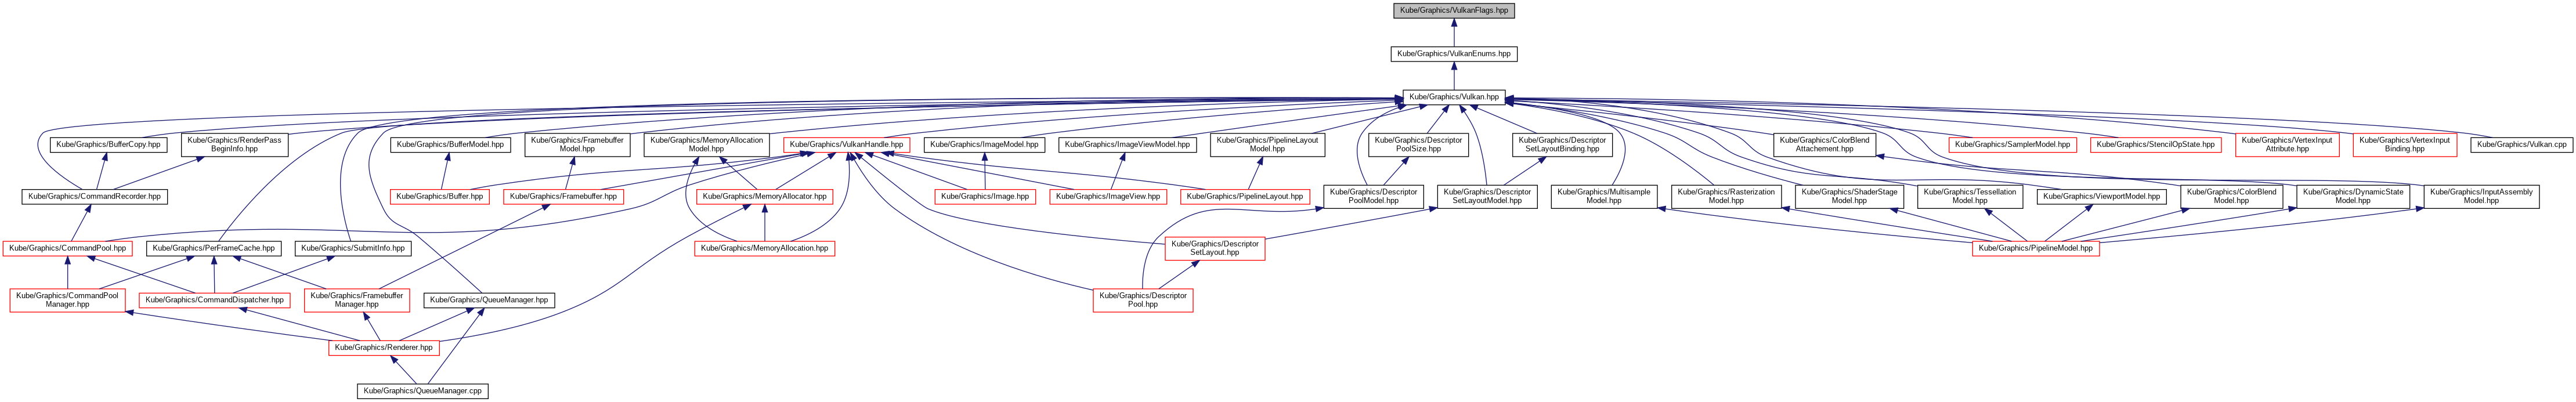 Kube/Graphics/VulkanFlags.hpp
Kube/Graphics/VulkanEnums.hpp
Kube/Graphics/Vulkan.hpp
Kube/Graphics/BufferCopy.hpp
Kube/Graphics/RenderPass
BeginInfo.hpp
Kube/Graphics/BufferModel.hpp
Kube/Graphics/Framebuffer
Model.hpp
Kube/Graphics/MemoryAllocation
Model.hpp
Kube/Graphics/VulkanHandle.hpp
Kube/Graphics/ImageModel.hpp
Kube/Graphics/ImageViewModel.hpp
Kube/Graphics/PipelineLayout
Model.hpp
Kube/Graphics/Descriptor
PoolSize.hpp
Kube/Graphics/Descriptor
SetLayoutBinding.hpp
Kube/Graphics/ColorBlend
Attachement.hpp
Kube/Graphics/SamplerModel.hpp
Kube/Graphics/StencilOpState.hpp
Kube/Graphics/VertexInput
Attribute.hpp
Kube/Graphics/VertexInput
Binding.hpp
Kube/Graphics/Vulkan.cpp
Kube/Graphics/CommandRecorder.hpp
Kube/Graphics/Buffer.hpp
Kube/Graphics/Framebuffer.hpp
Kube/Graphics/MemoryAllocator.hpp
Kube/Graphics/Image.hpp
Kube/Graphics/ImageView.hpp
Kube/Graphics/PipelineLayout.hpp
Kube/Graphics/Descriptor
PoolModel.hpp
Kube/Graphics/Descriptor
SetLayoutModel.hpp
Kube/Graphics/Multisample
Model.hpp
Kube/Graphics/Rasterization
Model.hpp
Kube/Graphics/ShaderStage
Model.hpp
Kube/Graphics/Tessellation
Model.hpp
Kube/Graphics/ViewportModel.hpp
Kube/Graphics/ColorBlend
Model.hpp
Kube/Graphics/DynamicState
Model.hpp
Kube/Graphics/InputAssembly
Model.hpp
Kube/Graphics/CommandPool.hpp
Kube/Graphics/PerFrameCache.hpp
Kube/Graphics/SubmitInfo.hpp
Kube/Graphics/MemoryAllocation.hpp
Kube/Graphics/Descriptor
SetLayout.hpp
Kube/Graphics/PipelineModel.hpp
Kube/Graphics/CommandPool
Manager.hpp
Kube/Graphics/CommandDispatcher.hpp
Kube/Graphics/Framebuffer
Manager.hpp
Kube/Graphics/QueueManager.hpp
Kube/Graphics/Descriptor
Pool.hpp
Kube/Graphics/Renderer.hpp
Kube/Graphics/QueueManager.cpp